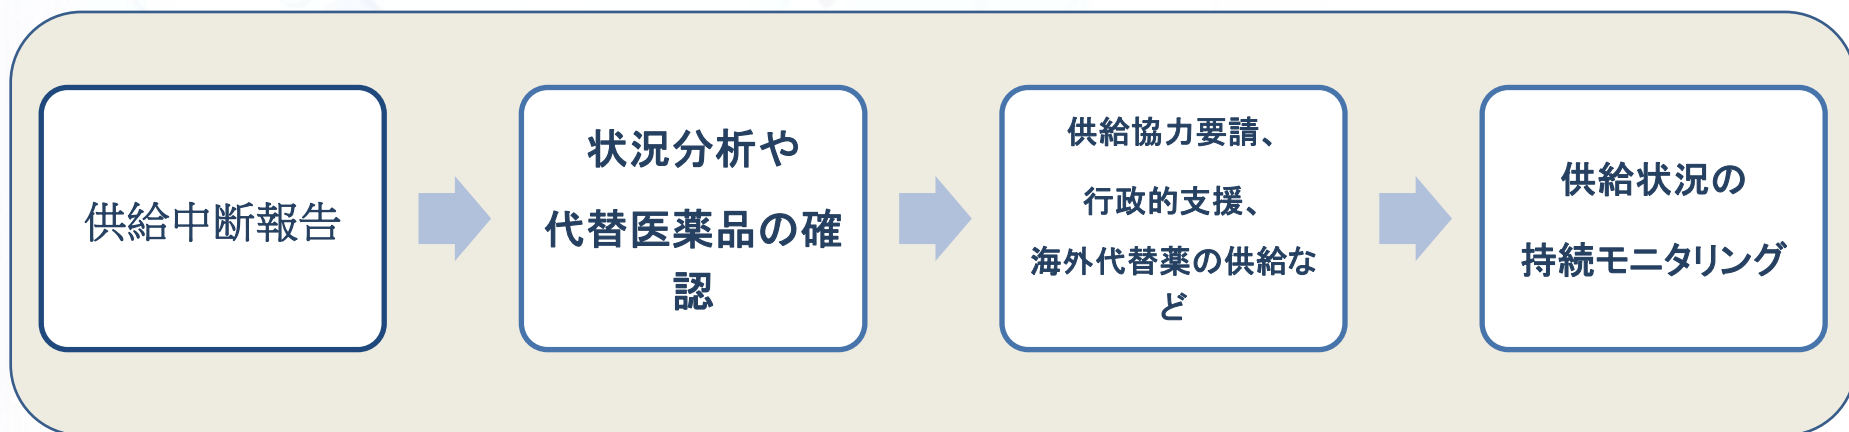 供給中断報告
状況分析や
代替医薬品の確
認
供給協力要請、
行政的支援、
海外代替薬の供給な
ど
供給状況の
持続モニタリング